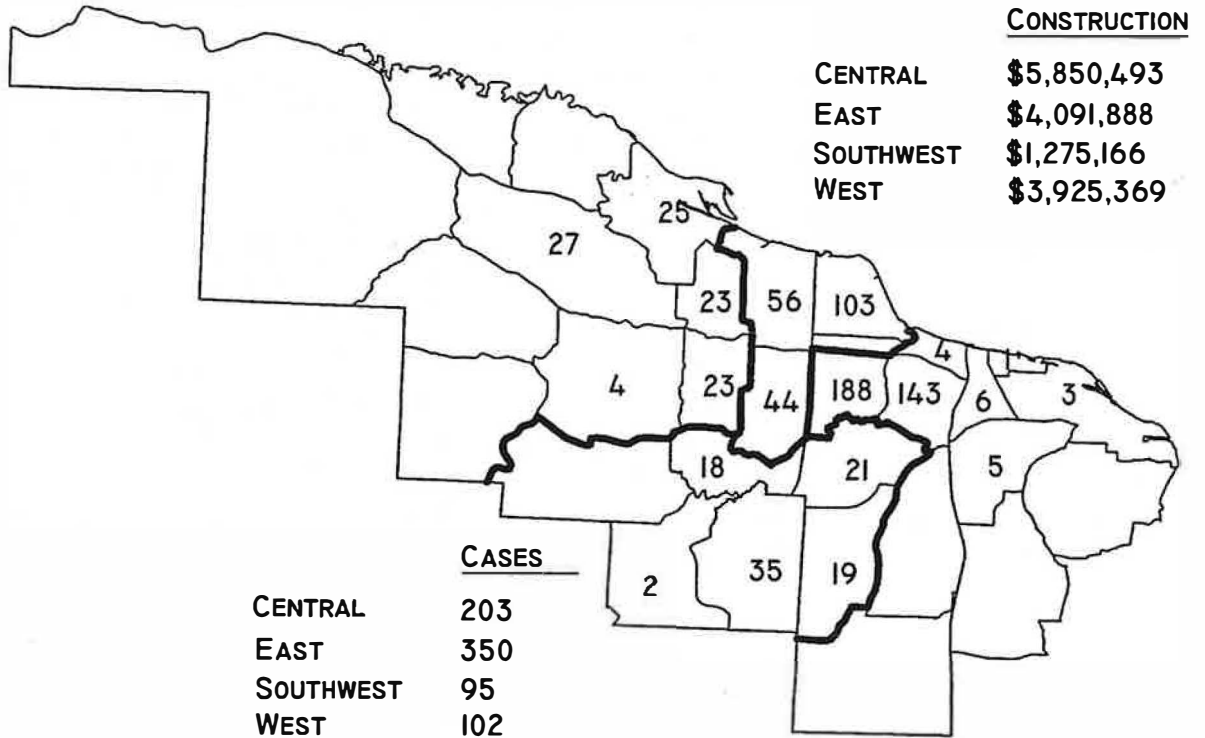 CONSTRUCTION
CENTRAL $5,850,493
EAST $4,091,888
SOUTHWEST $1,275,166
WEST $3,925,369
25
27
23
56
103
4
4
23
44
188
143
6
3
18
21
5
2
35
19
CASES
CENTRAL 203
EAST 350
SOUTHWEST 95
WEST 102